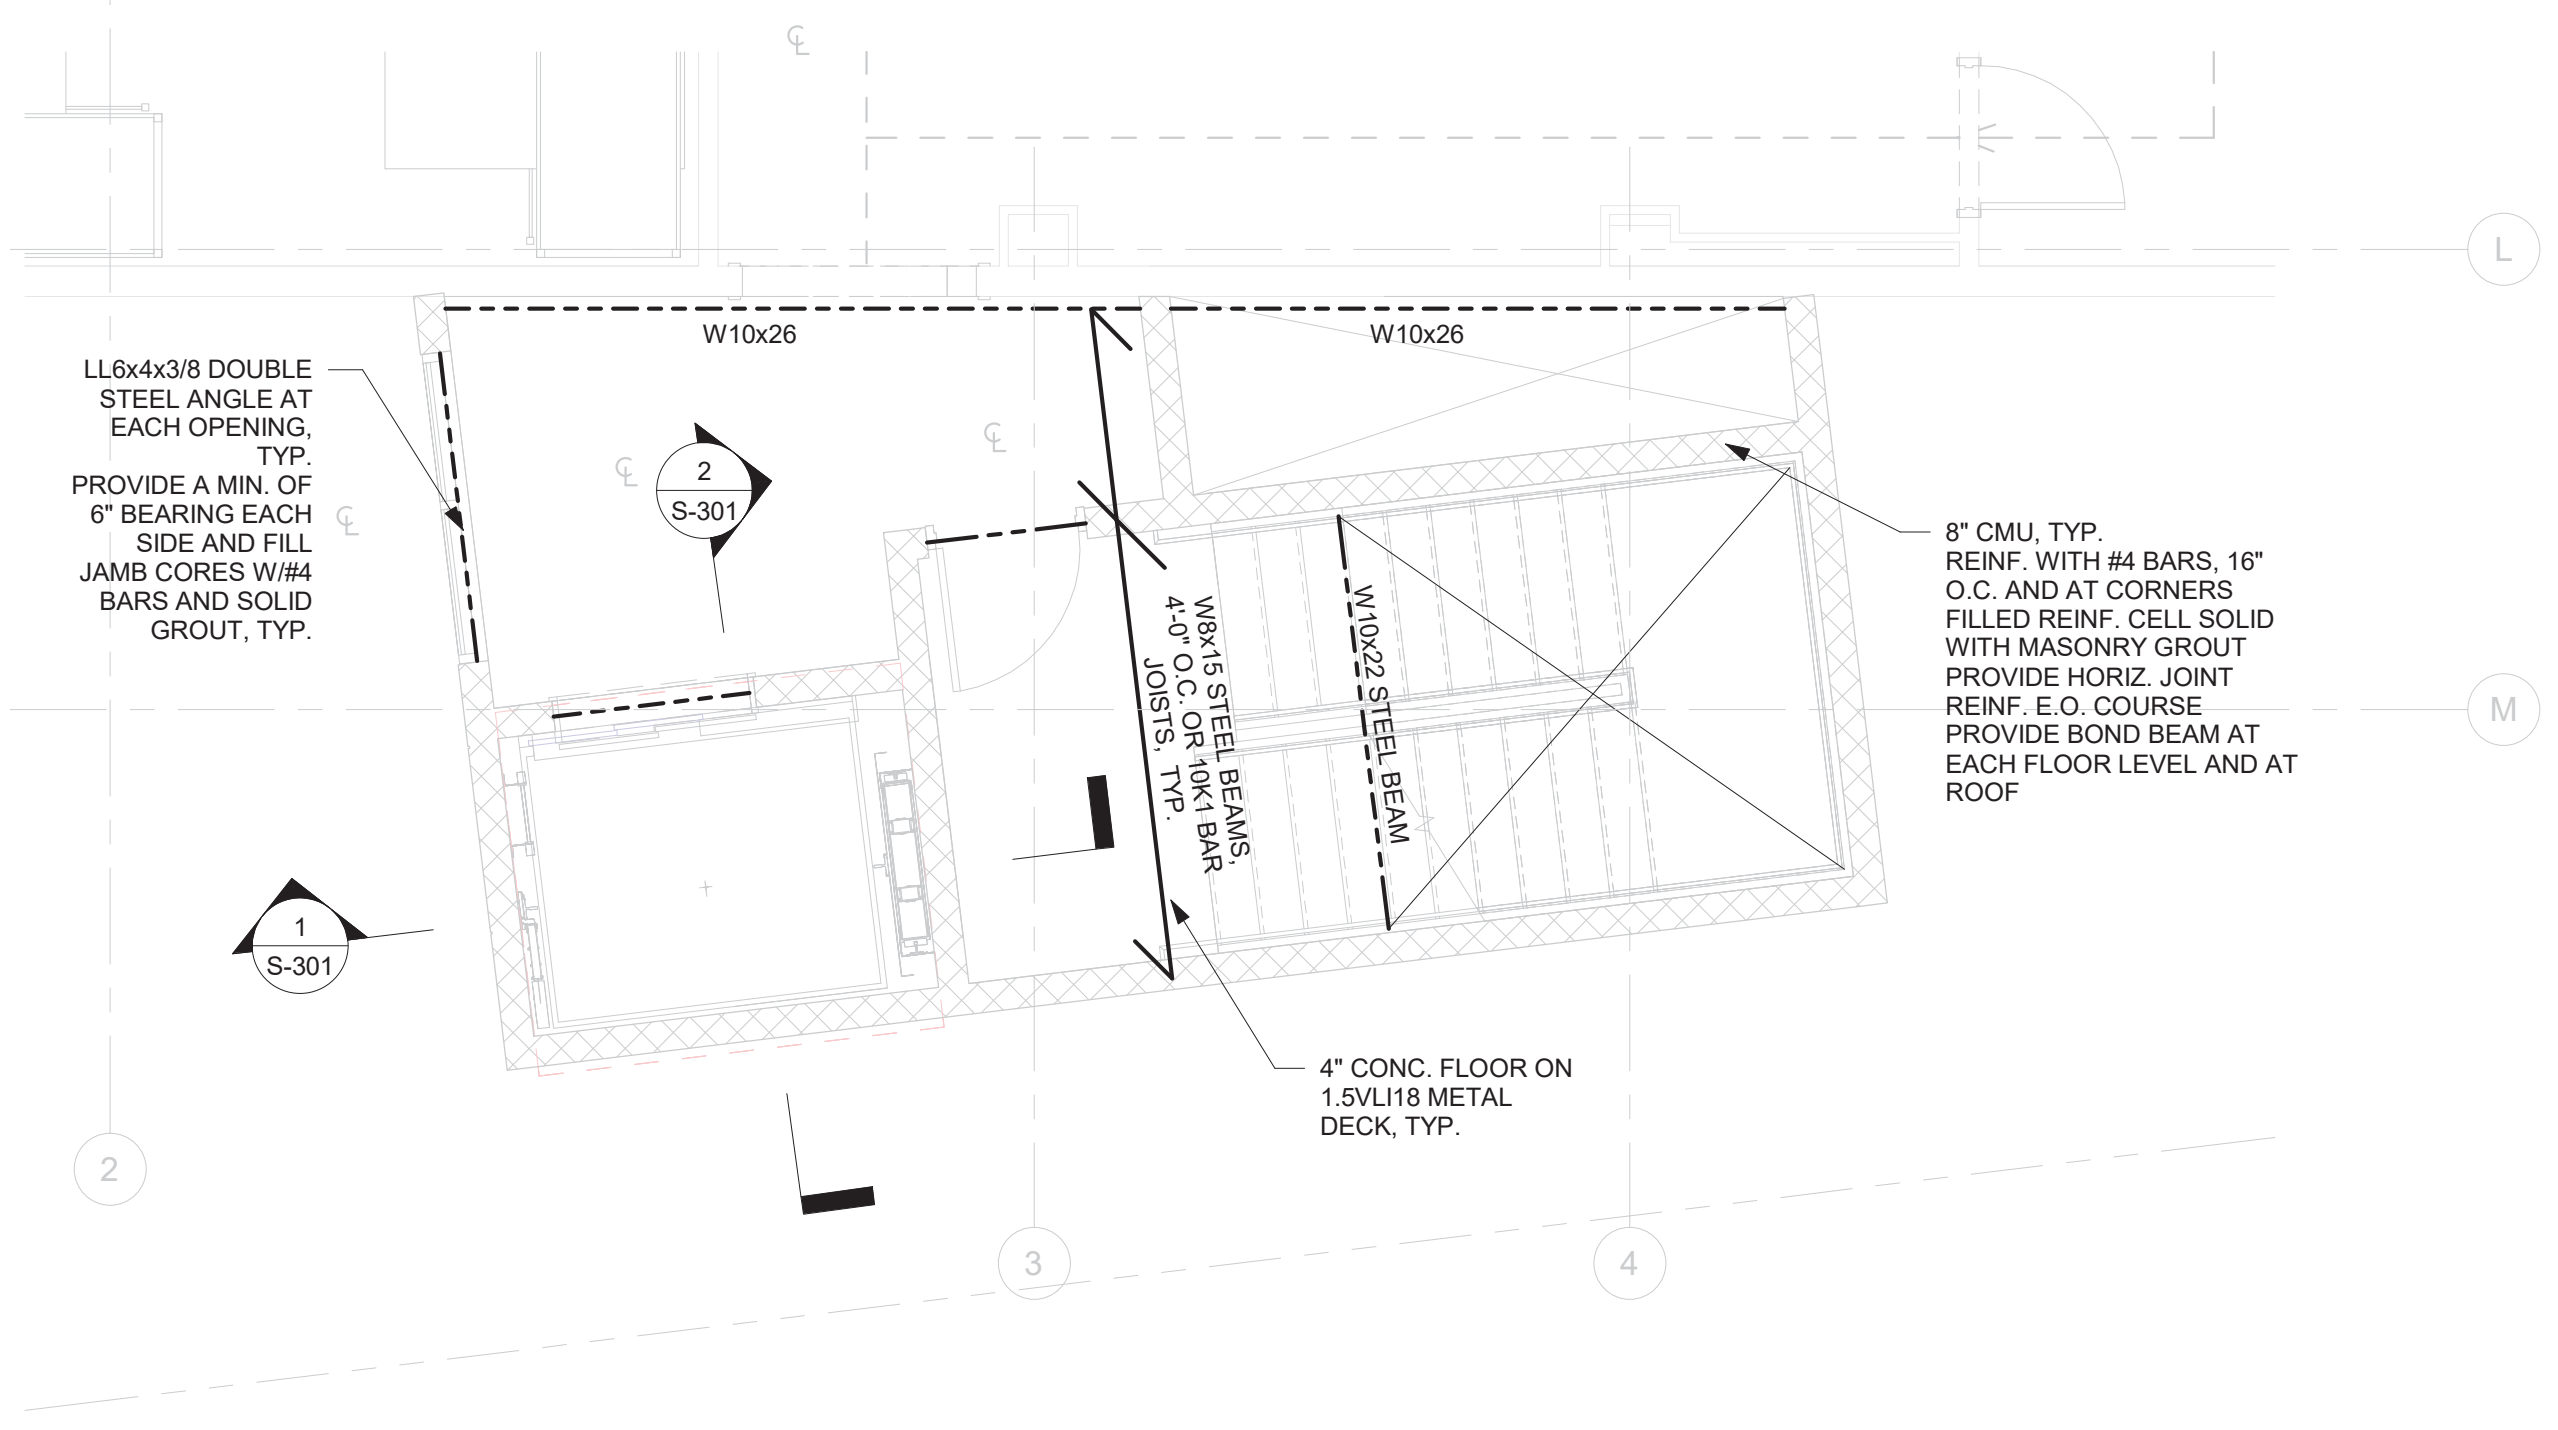 ℄
L
W10x26
W10x26
LL6x4x3/8 DOUBLE
STEEL ANGLE AT
EACH OPENING,
TYP.
PROVIDE A MIN. OF
6" BEARING EACH
SIDE AND FILL
JAMB CORES W/#4
BARS AND SOLID
GROUT, TYP.
℄
℄
2
S-301
℄
8" CMU, TYP.
REINF. WITH #4 BARS, 16"
O.C. AND AT CORNERS
FILLED REINF. CELL SOLID
WITH MASONRY GROUT
PROVIDE HORIZ. JOINT
REINF. E.O. COURSE
PROVIDE BOND BEAM AT
EACH FLOOR LEVEL AND AT
ROOF
W8x15 STEEL BEAMS,
4'-0" O.C. OR 10K1 BAR
JOISTS, TYP.
W10x22 STEEL BEAM
M
1
S-301
4" CONC. FLOOR ON
1.5VLI18 METAL
DECK, TYP.
2
3
4